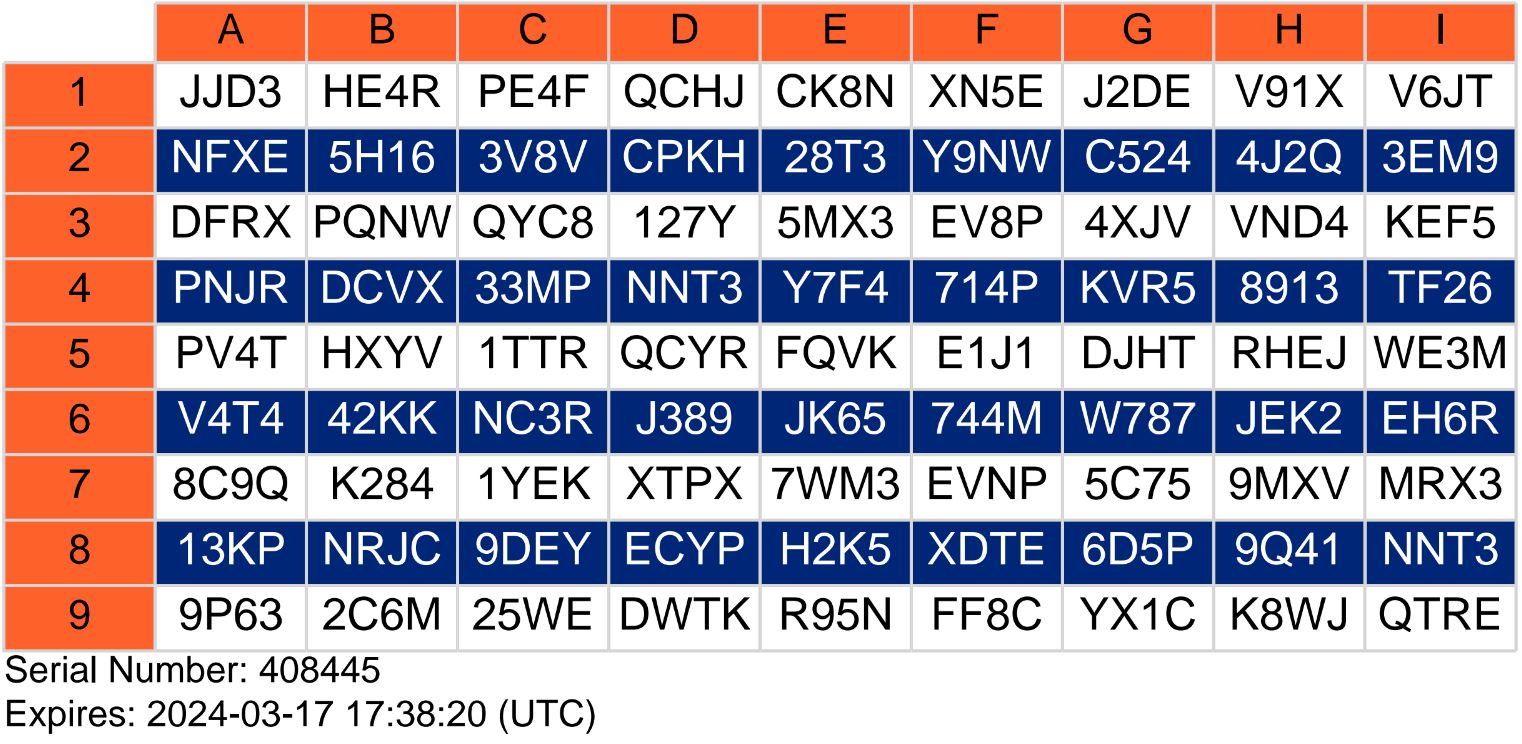 A B C D E F G H I
1 JJD3 HE4R PE4F QCHJ CK8N XN5E J2DE V91X V6JT
2 NFXE 5H16 3V8V CPKH 28T3 Y9NW C524 4J2Q 3EM9
3 DFRX PQNW QYC8 127Y 5MX3 EV8P 4XJV VND4 KEF5
4 PNJR DCVX 33MP NNT3 Y7F4 714P KVR5 8913 TF26
5 PV4T HXYV 1TTR QCYR FQVK E1J1 DJHT RHEJ WE3M
6 V4T4 42KK NC3R J389 JK65 744M W787 JEK2 EH6R
7 8C9Q K284 1YEK XTPX 7WM3 EVNP 5C75 9MXV MRX3
8 13KP NRJC 9DEY ECYP H2K5 XDTE 6D5P 9Q41 NNT3
9 9P63 2C6M 25WE DWTK R95N FF8C YX1C K8WJ QTRE
Serial Number: 408445
Expires: 2024-03-17 17:38:20 (UTC)